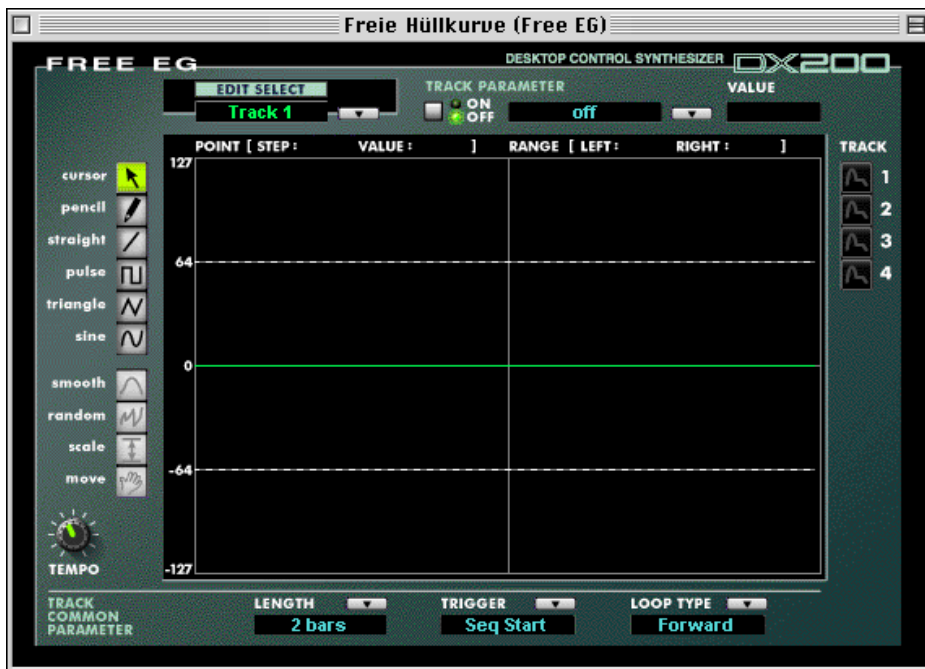 Freie Hüllkurve (Free EG)
FREE EG
DESKTOP CONTROL SYNTHESIZER DX200
EDIT SELECT
TRACK PARAMETER
VALUE
Track 1
ON
OFF
off
POINT [ STEP : VALUE : ] RANGE [ LEFT : RIGHT : ]
TRACK
127
cursor
1
pencil
2
straight
3
64
pulse
4
triangle
sine
0
smooth
random
scale
-64
move
TEMPO
-127
TRACK
COMMON
PARAMETER
LENGTH
TRIGGER
LOOP TYPE
2 bars
Seq Start
Forward